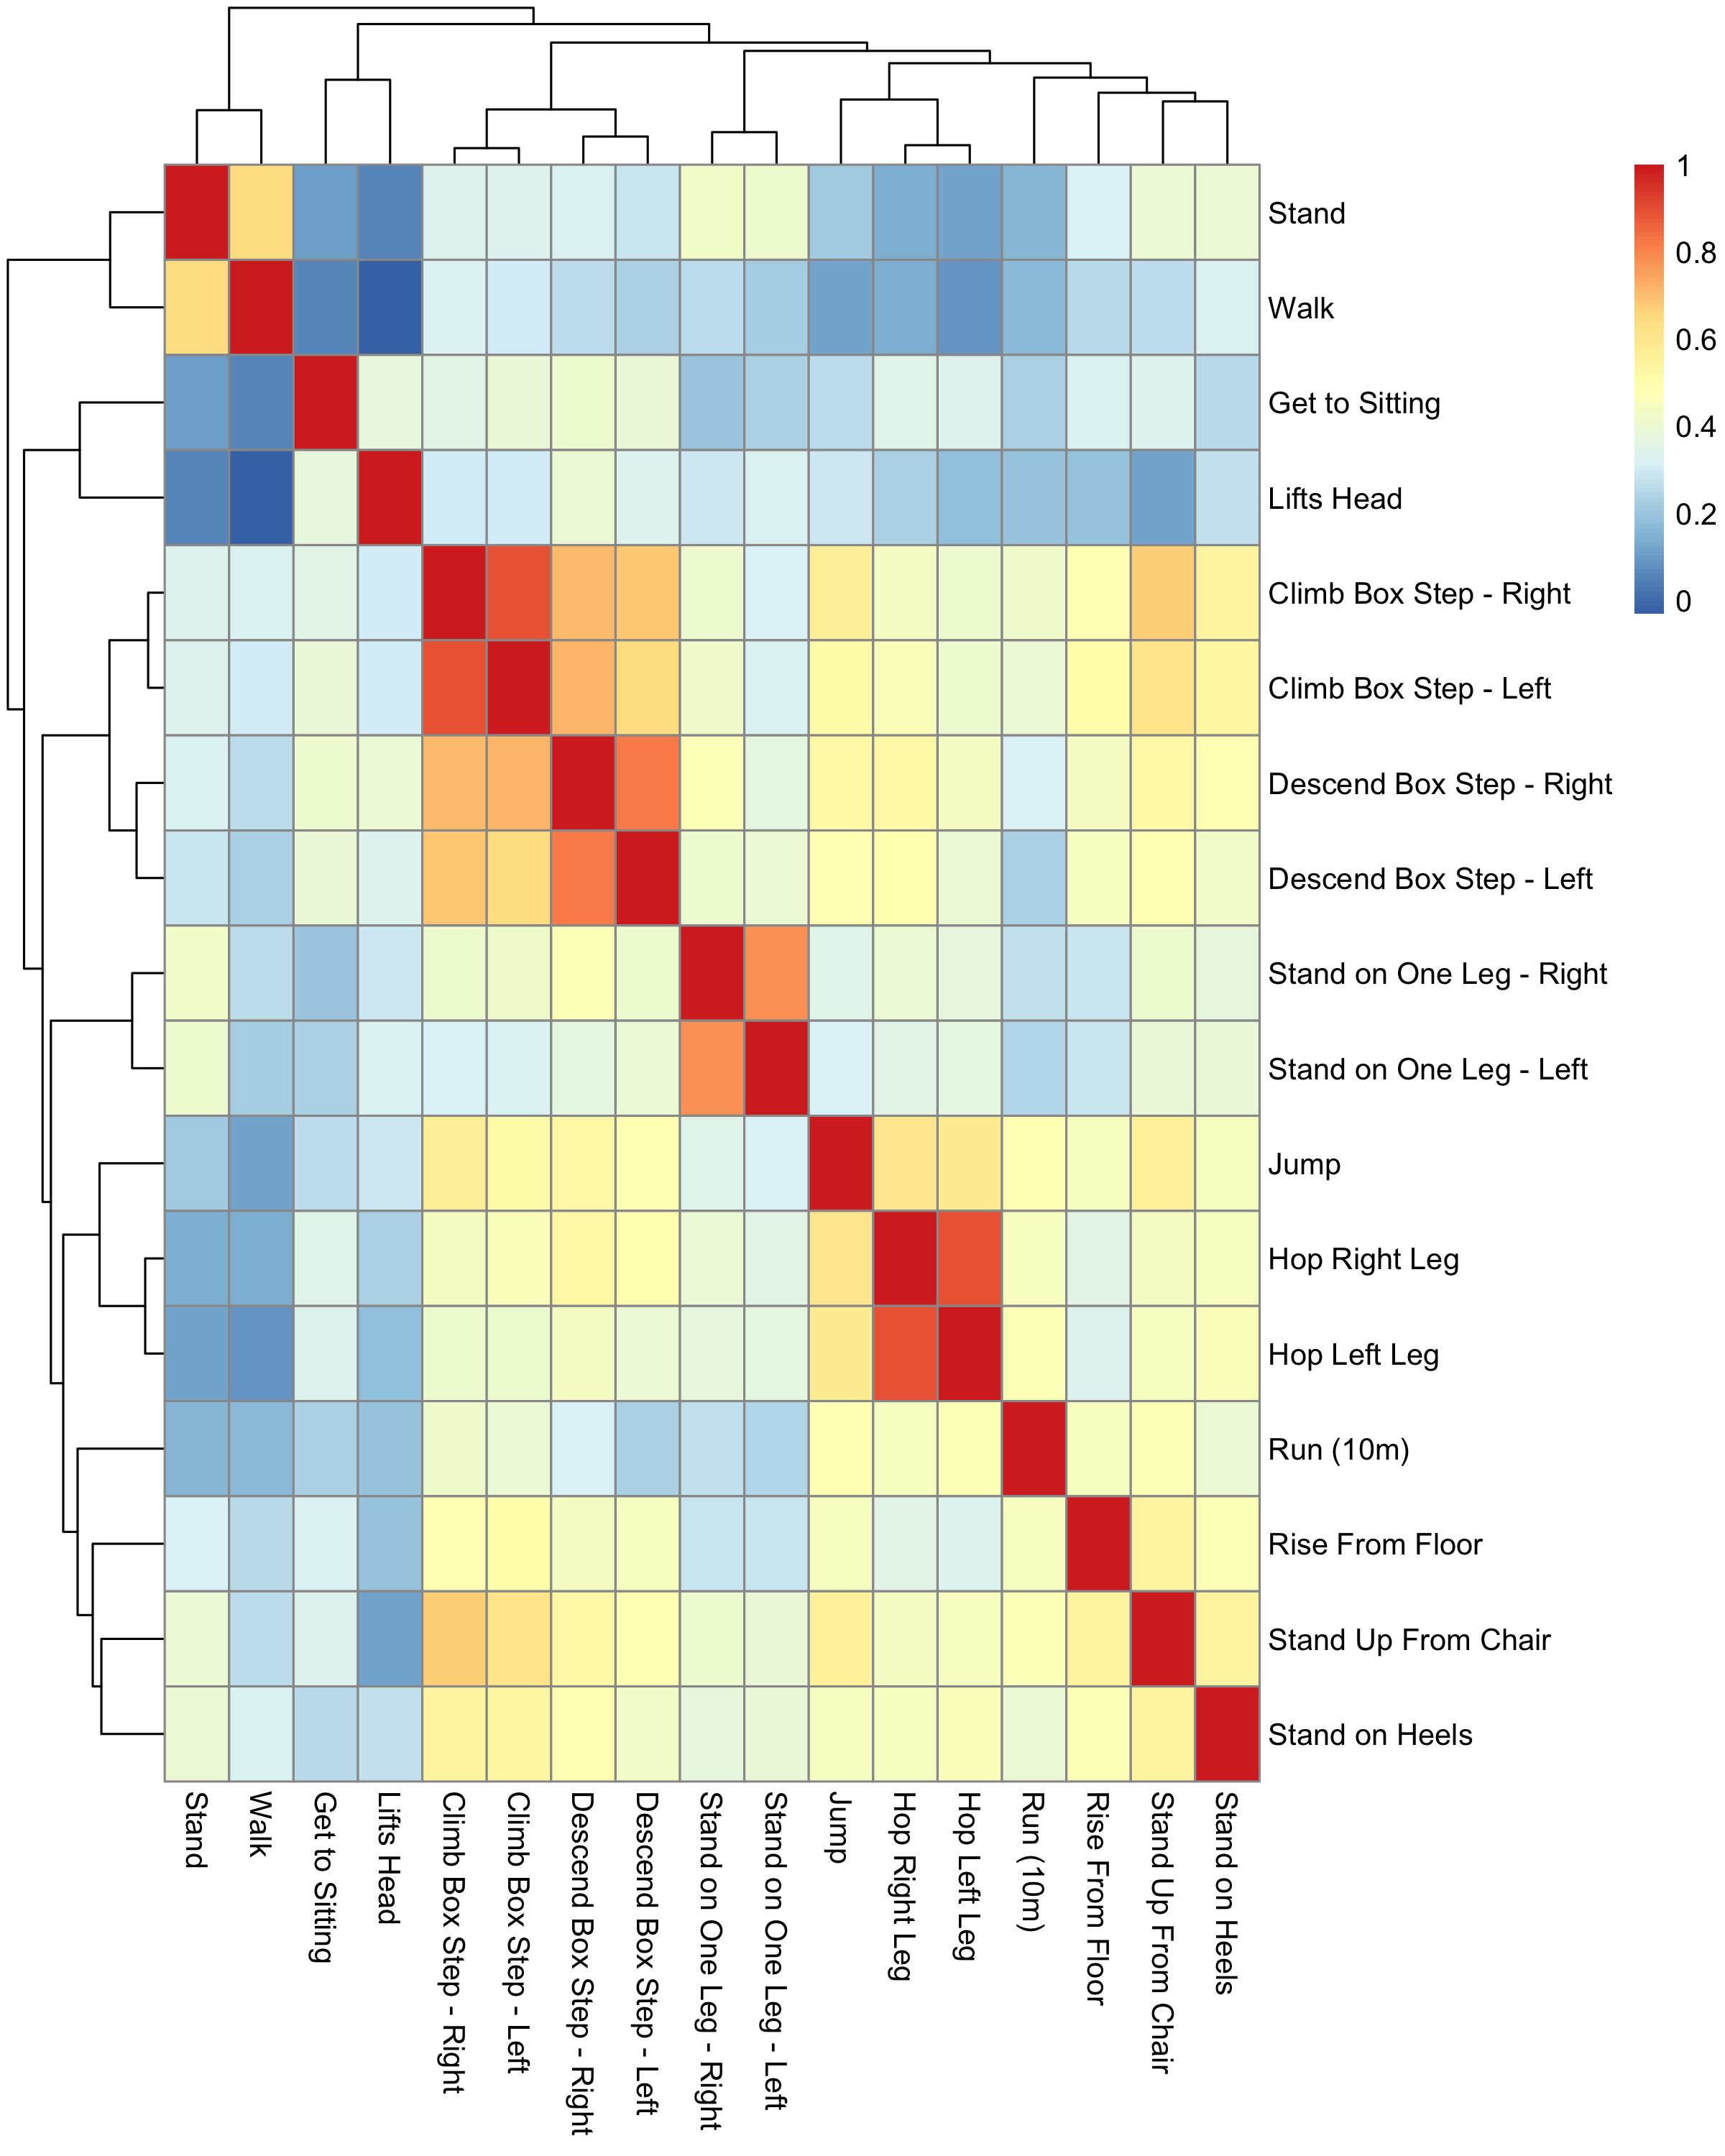 1
0.8
0.6
0.4
0.2
0
Stand
Walk
Get to Sitting
Lifts Head
Climb Box Step - Right
Climb Box Step - Left
Descend Box Step - Right
Descend Box Step - Left
Stand on One Leg - Right
Stand on One Leg - Left
Jump
Hop Right Leg
Hop Left Leg
Run (10m)
Rise From Floor
Stand Up From Chair
Stand on Heels
Stand
Walk
Get to Sitting
Lifts Head
Climb Box Step - Right
Climb Box Step - Left
Descend Box Step - Right
Descend Box Step - Left
Stand on One Leg - Right
Stand on One Leg - Left
Jump
Hop Right Leg
Hop Left Leg
Run (10m)
Rise From Floor
Stand Up From Chair
Stand on Heels